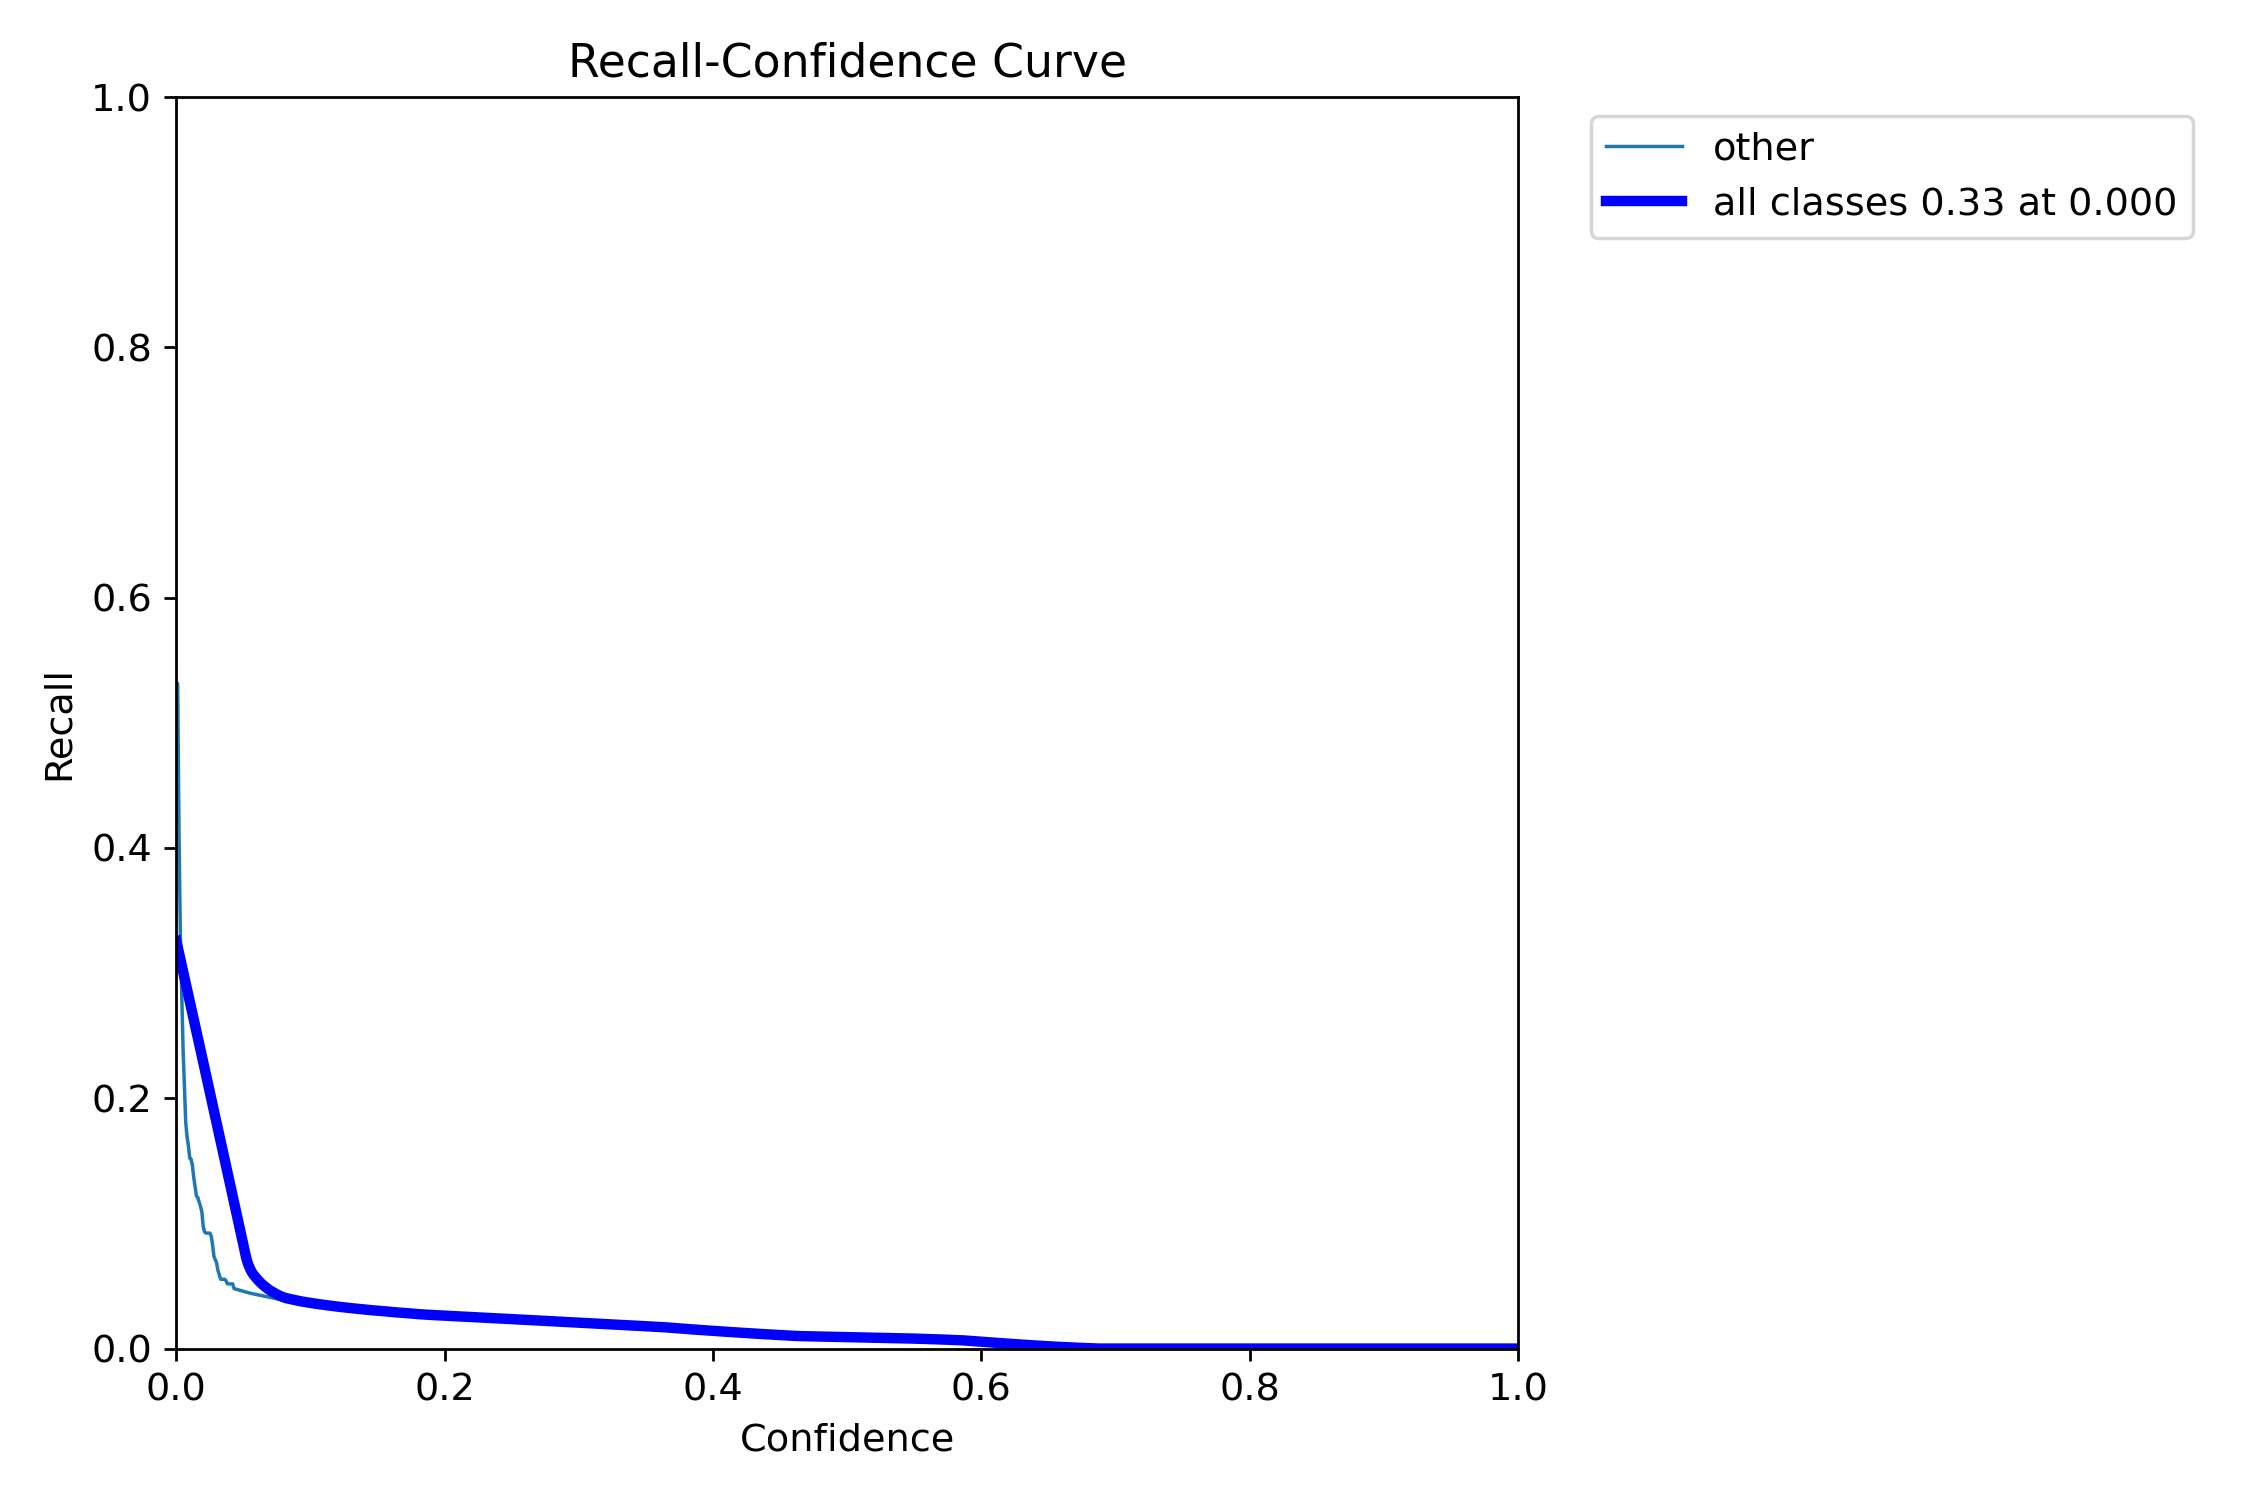 Recall-Confidence Curve
1.0
0.8
0.6
0.4
0.2
0.0
Recall
0.0 0.2 0.4 0.6 0.8 1.0
Confidence
other
all classes 0.33 at 0.000